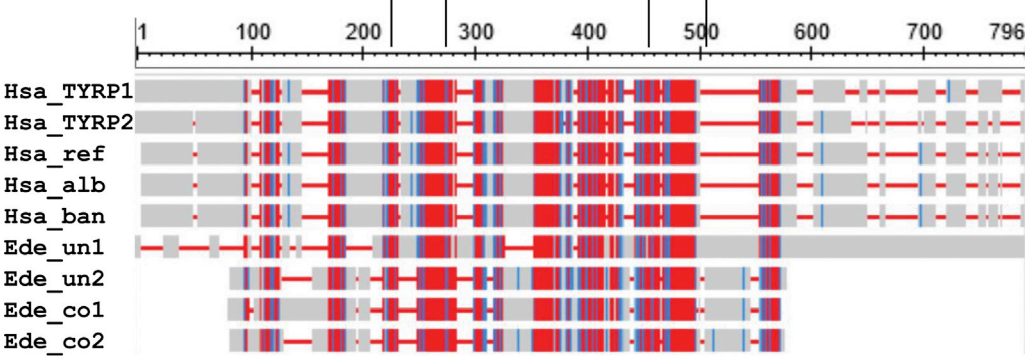 1 100 200 300 400 500 600 700 796
Hsa_TYRP1
Hsa_TYRP2
Hsa_ref
Hsa_alb
Hsa_ban
Ede_un1
Ede_un2
Ede_co1
Ede_co2